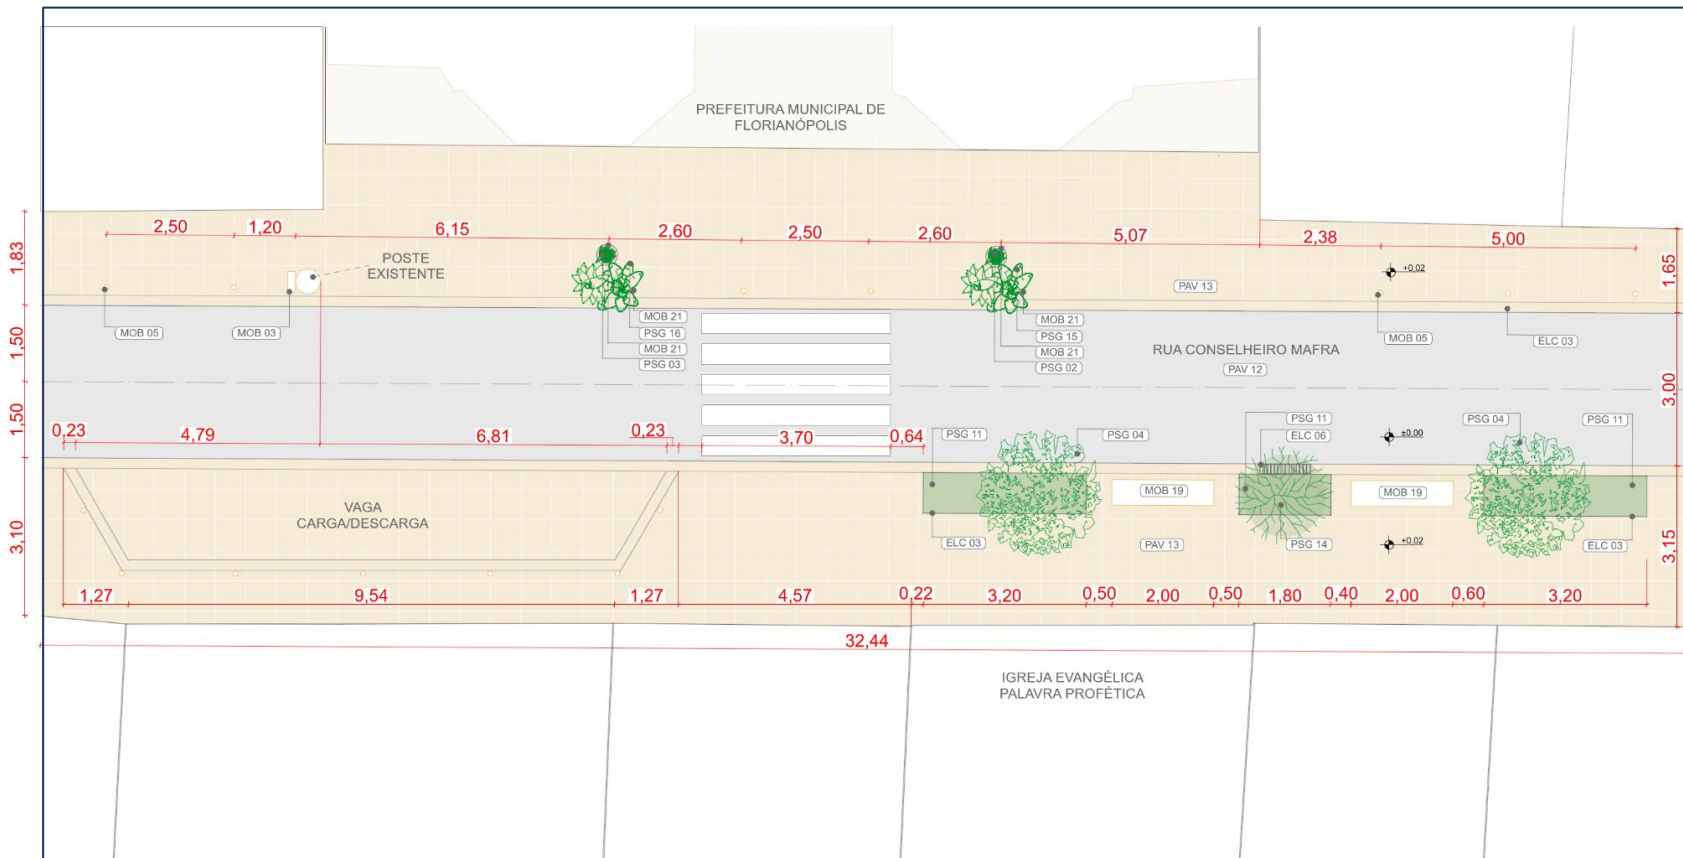 PREFEITURA MUNICIPAL DE
FLORIANÓPOLIS
2,50
1,20
6,15
2,60
2,50
2,60
5,07
2,38
5,00
1,83
1,65
POSTE
EXISTENTE
+0.02
PAV 13
MOB 05
MOB 03
MOB 21
PSG 16
MOB 21
PSG 03
MOB 21
PSG 15
MOB 21
PSG 02
MOB 05
ELC 03
RUA CONSELHEIRO MAFRA
PAV 12
1,50
1,50
3,00
0,23
4,79
6,81
0,23
3,70
0,64
PSG 11
PSG 04
PSG 11
ELC 06
±0.00
PSG 04
PSG 11
VAGA
CARGA/DESCARGA
MOB 19
MOB 19
ELC 03
PAV 13
PSG 14
+0.02
ELC 03
3,10
3,15
1,27
9,54
1,27
4,57
0,22
3,20
0,50
2,00
0,50
1,80
0,40
2,00
0,60
3,20
32,44
IGREJA EVANGÉLICA
PALAVRA PROFÉTICA